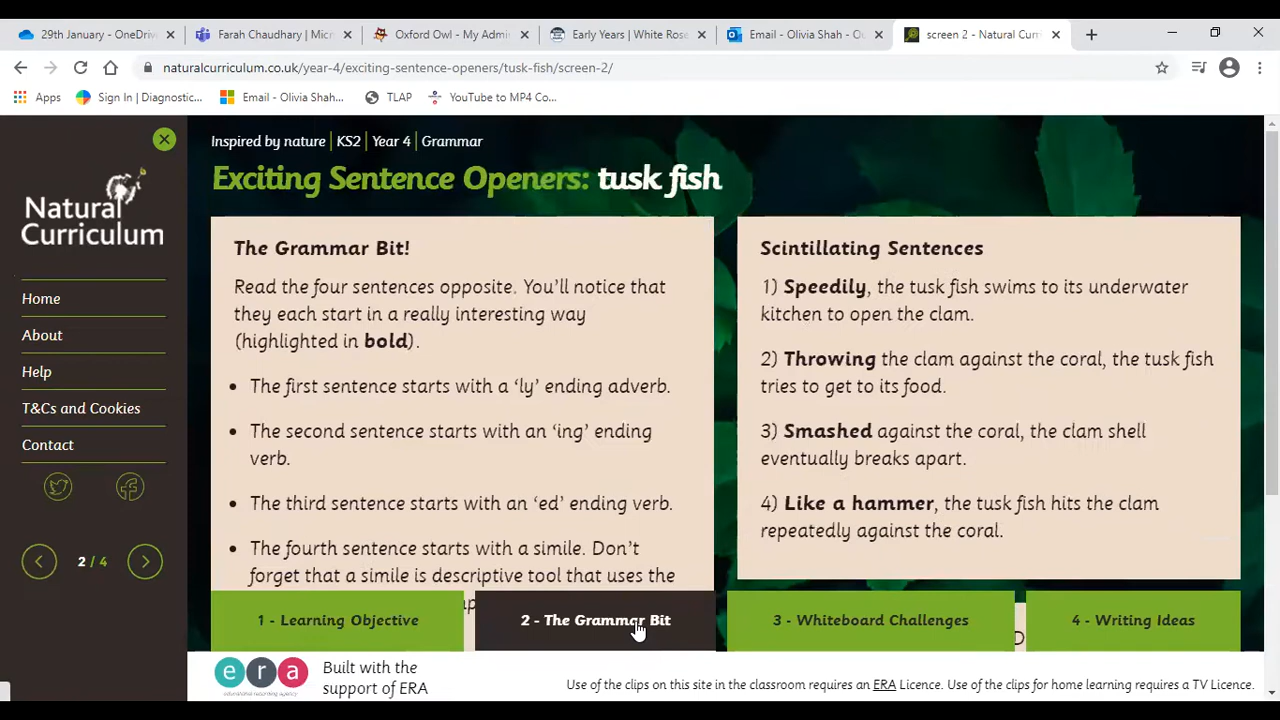 29th January - OneDrive
Farah Chaudhary | Mic
Oxford Owl - My Admi
Early Years | White Rose
Email - Olivia Shah - Ou
screen 2 - Natural Curr
naturalcurriculum.co.uk/year-4/exciting-sentence-openers/tusk-fish/screen-2/
Apps
Sign In | Diagnostic...
Email - Olivia Shah...
TLAP
YouTube to MP4 Co...
Natural
Curriculum
Home
About
Help
T&Cs and Cookies
Contact
2 / 4
Inspired by nature | KS2 | Year 4 | Grammar
Exciting Sentence Openers: tusk fish
The Grammar Bit!
Read the four sentences opposite. You'll notice that
they each start in a really interesting way
(highlighted in bold).
• The first sentence starts with a 'ly' ending adverb.
• The second sentence starts with an 'ing' ending
verb.
• The third sentence starts with an 'ed' ending verb.
• The fourth sentence starts with a simile. Don't
forget that a simile is descriptive tool that uses the
Scintillating Sentences
1) Speedily, the tusk fish swims to its underwater
kitchen to open the clam.
2) Throwing the clam against the coral, the tusk fish
tries to get to its food.
3) Smashed against the coral, the clam shell
eventually breaks apart.
4) Like a hammer, the tusk fish hits the clam
repeatedly against the coral.
1 - Learning Objective
2 - The Grammar Bit
3 - Whiteboard Challenges
4 - Writing Ideas
era
Built with the
support of ERA
Use of the clips on this site in the classroom requires an ERA Licence. Use of the clips for home learning requires a TV Licence.